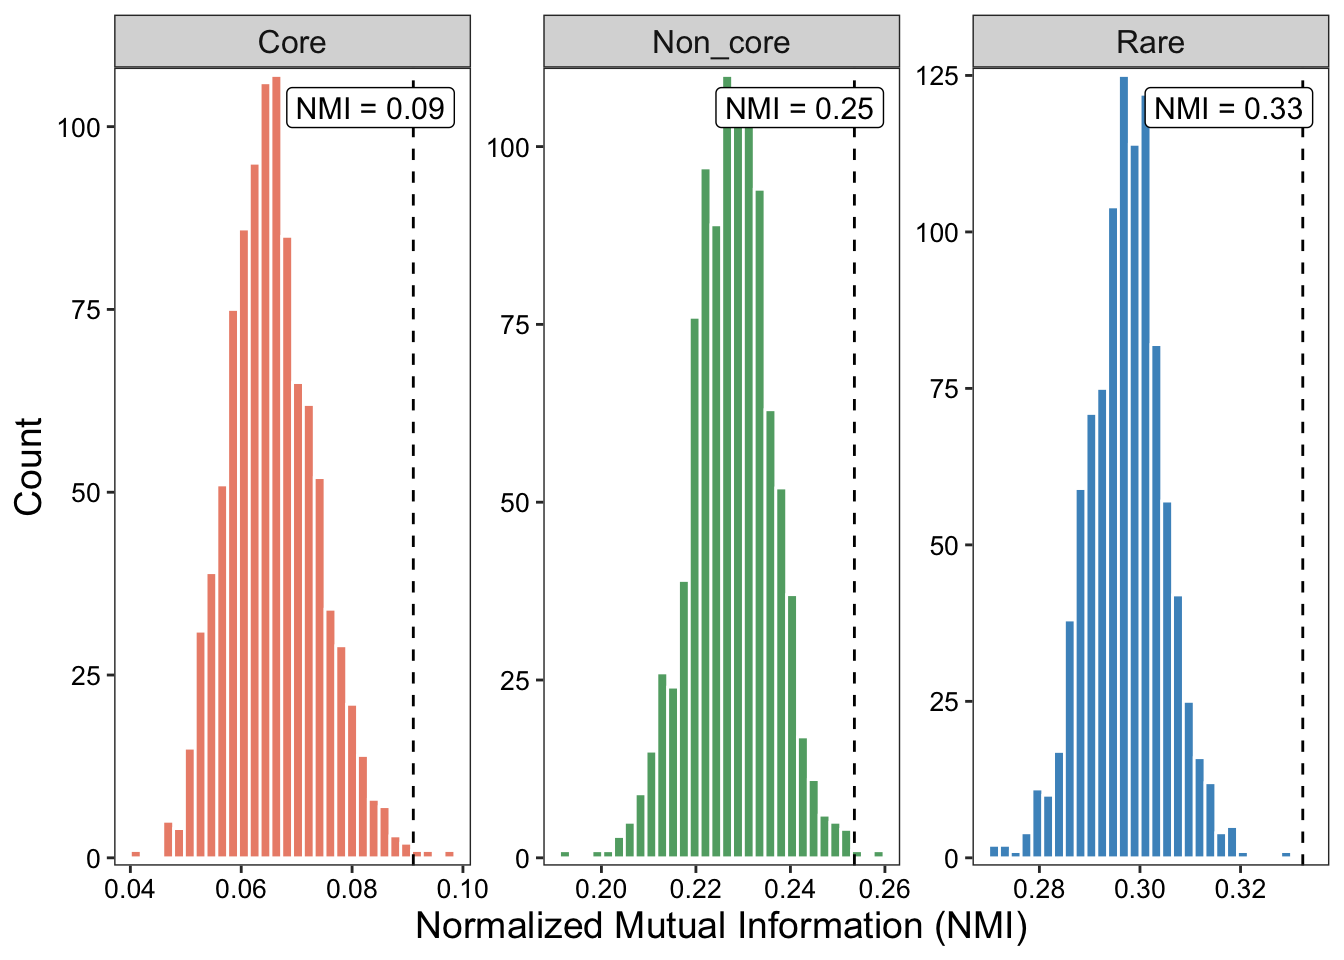 Core
Non_core
Rare
NMI = 0.09
NMI = 0.25
NMI = 0.33
Count
100
75
50
25
0
0.04 0.06 0.08 0.10
100
75
50
25
0
0.20 0.22 0.24 0.26
125
100
75
50
25
0
0.28 0.30 0.32
Normalized Mutual Information (NMI)